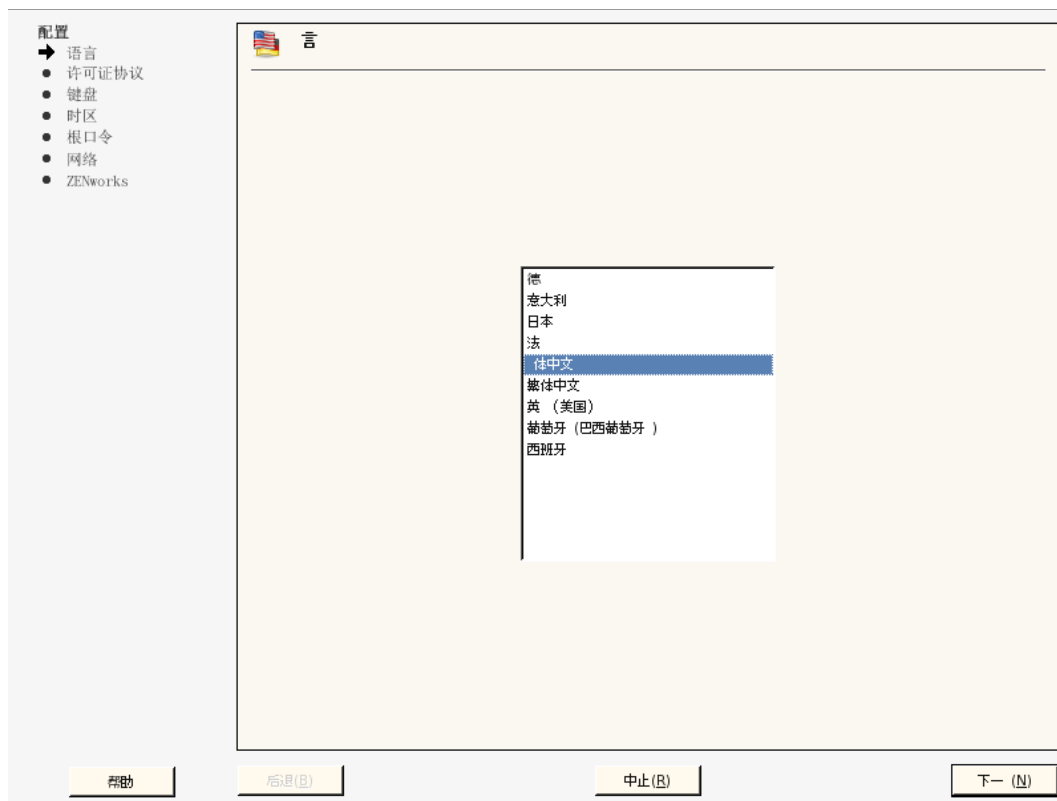 配置
语言
许可证协议
键盘
时区
根口令
网络
ZENworks
言
德
意大利
日本
法
体中文
繁体中文
英 (美国)
葡萄牙 (巴西葡萄牙 )
西班牙
帮助
后退(B)
中止(R)
下一 (N)